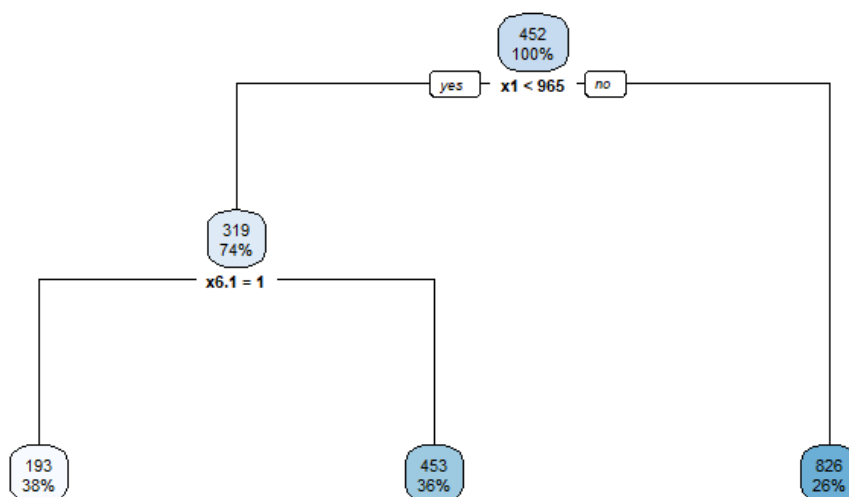 452
100%
yes x1 < 965 no
319
74%
x6.1 = 1
193 453 826
38% 36% 26%